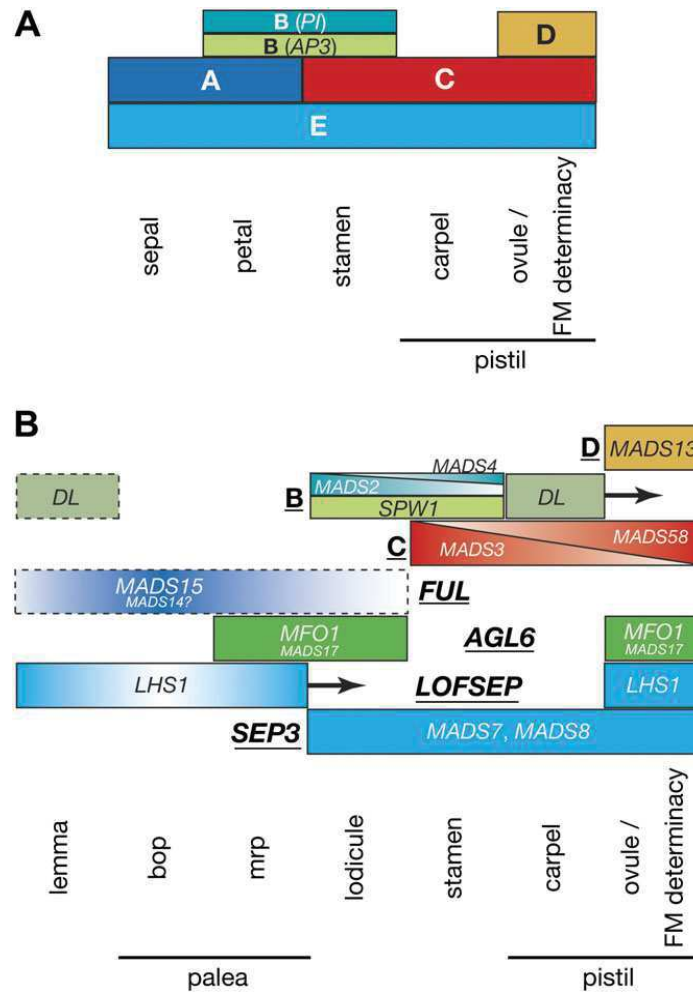 A
B (PI)
B (AP3)
D
A
C
E
sepal
petal
stamen
carpel
ovule /
FM determinacy
pistil
B
D
MADS13
DL
B
MADS4
MADS2
SPW1
DL
C
MADS3
MADS58
MADS15
MADS14?
FUL
MFO1
MADS17
AGL6
MFO1
MADS17
LHS1
LOFSEP
LHS1
SEP3
MADS7, MADS8
lemma
bop
mrp
lodicule
stamen
carpel
ovule /
FM determinacy
palea
pistil